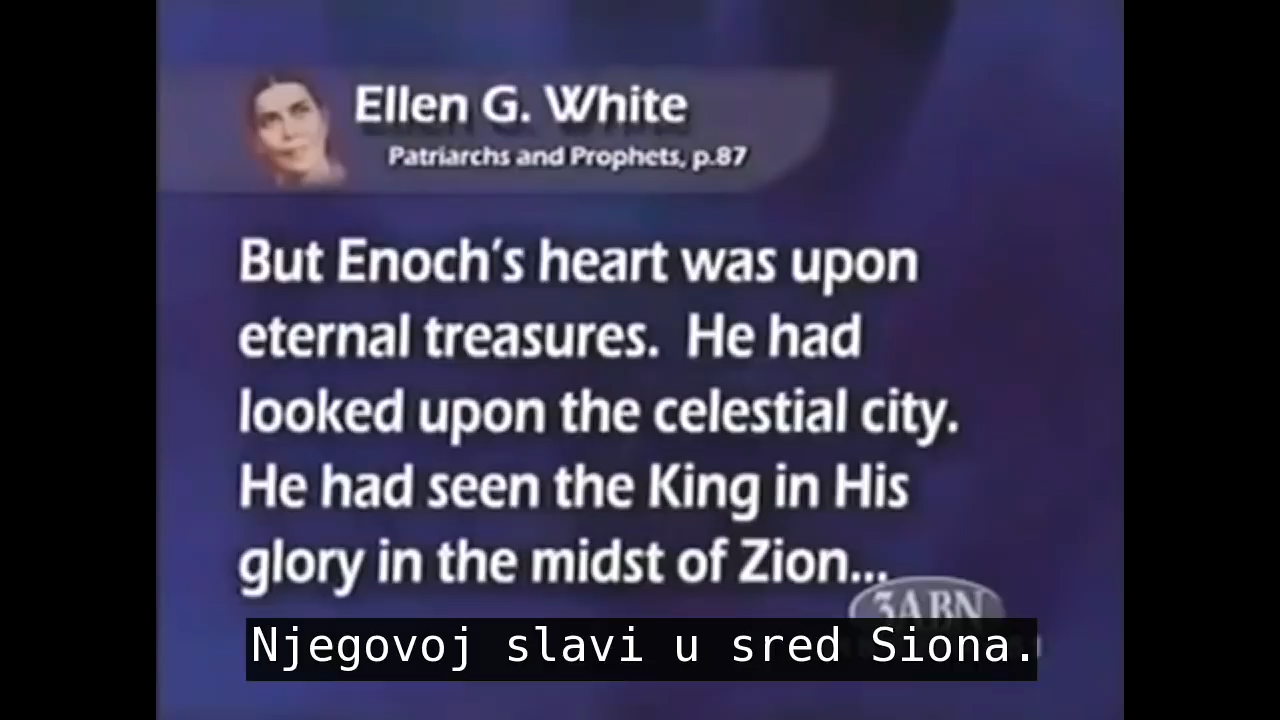 Ellen G. White
Patriarchs and Prophets, p.87
But Enoch's heart was upon
eternal treasures.  He had
looked upon the celestial city.
He had seen the King in His
glory in the midst of Zion...
3ABN
Njegovoj slavi u sred Siona.